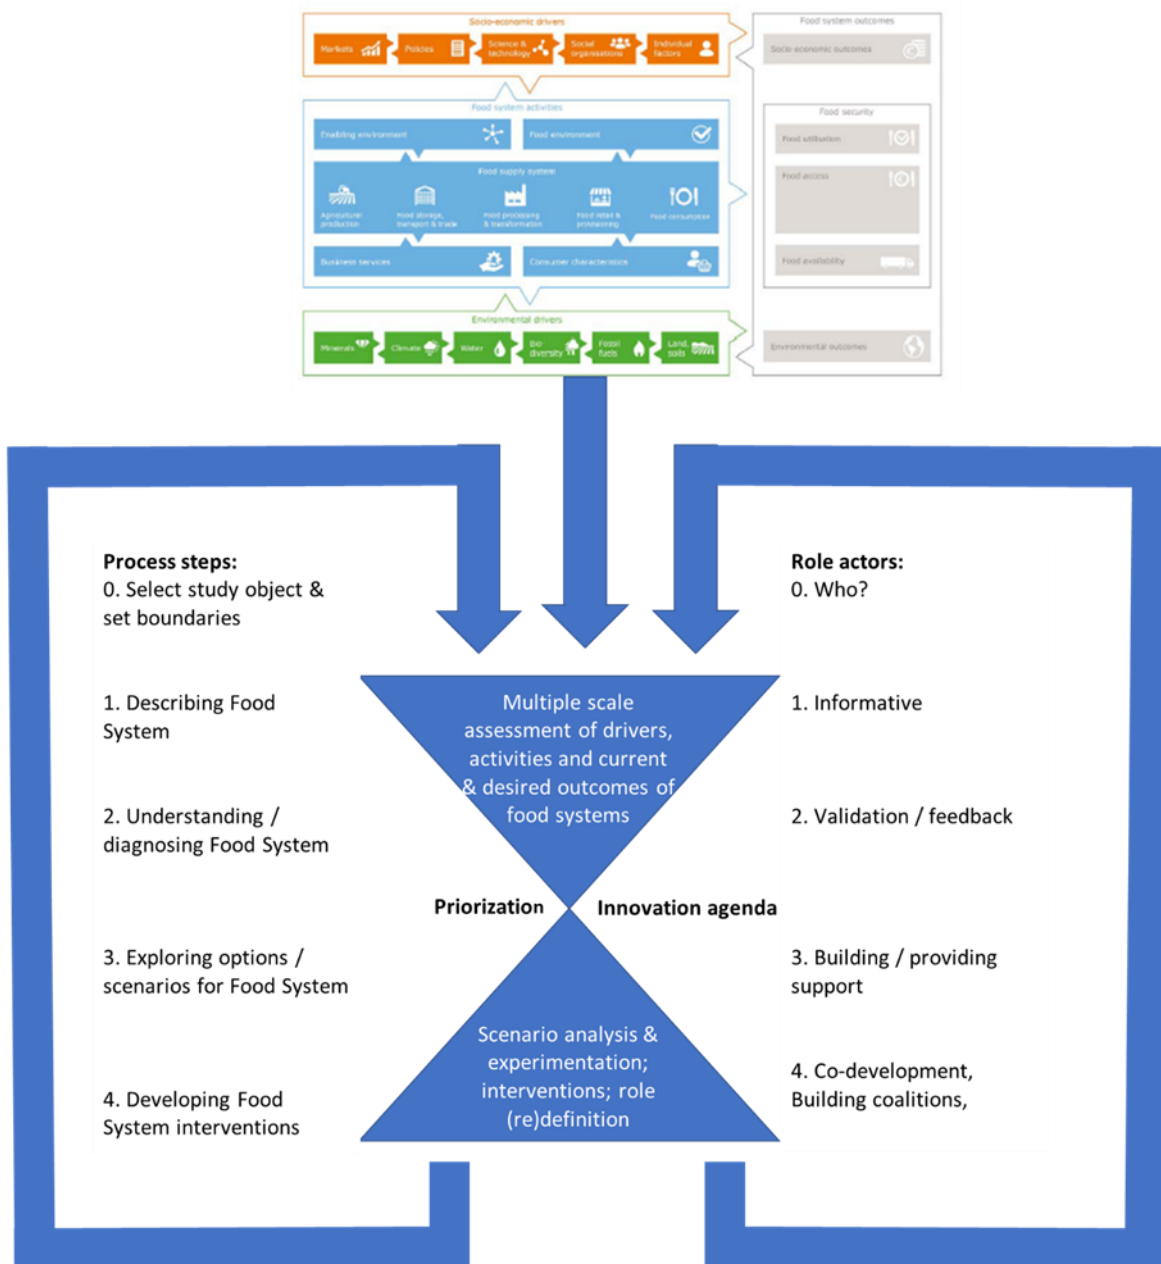 Socio-economic drivers
Markets
Policies
Science &
technology
Social
organisations
Individual
factors
Food system outcomes
Socio-economic outcomes
Food system activities
Enabling environment
Food environment
Food supply system
Agricultural
production
Food storage,
transport & trade
Food processing
& transformation
Food retail &
provisioning
Food consumption
Business services
Consumer characteristics
Food security
Food utilisation
Food access
Food availability
Environmental drivers
Minerals
Climate
Water
Bio
diversity
Fossil
fuels
Land,
soils
Environmental outcomes
Process steps:
0. Select study object &
set boundaries
1. Describing Food
System
2. Understanding /
diagnosing Food System
3. Exploring options /
scenarios for Food System
4. Developing Food
System interventions
Multiple scale
assessment of drivers,
activities and current
& desired outcomes of
food systems
Priorization
Innovation agenda
Scenario analysis &
experimentation;
interventions; role
(re)definition
Role actors:
0. Who?
1. Informative
2. Validation / feedback
3. Building / providing
support
4. Co-development,
Building coalitions,